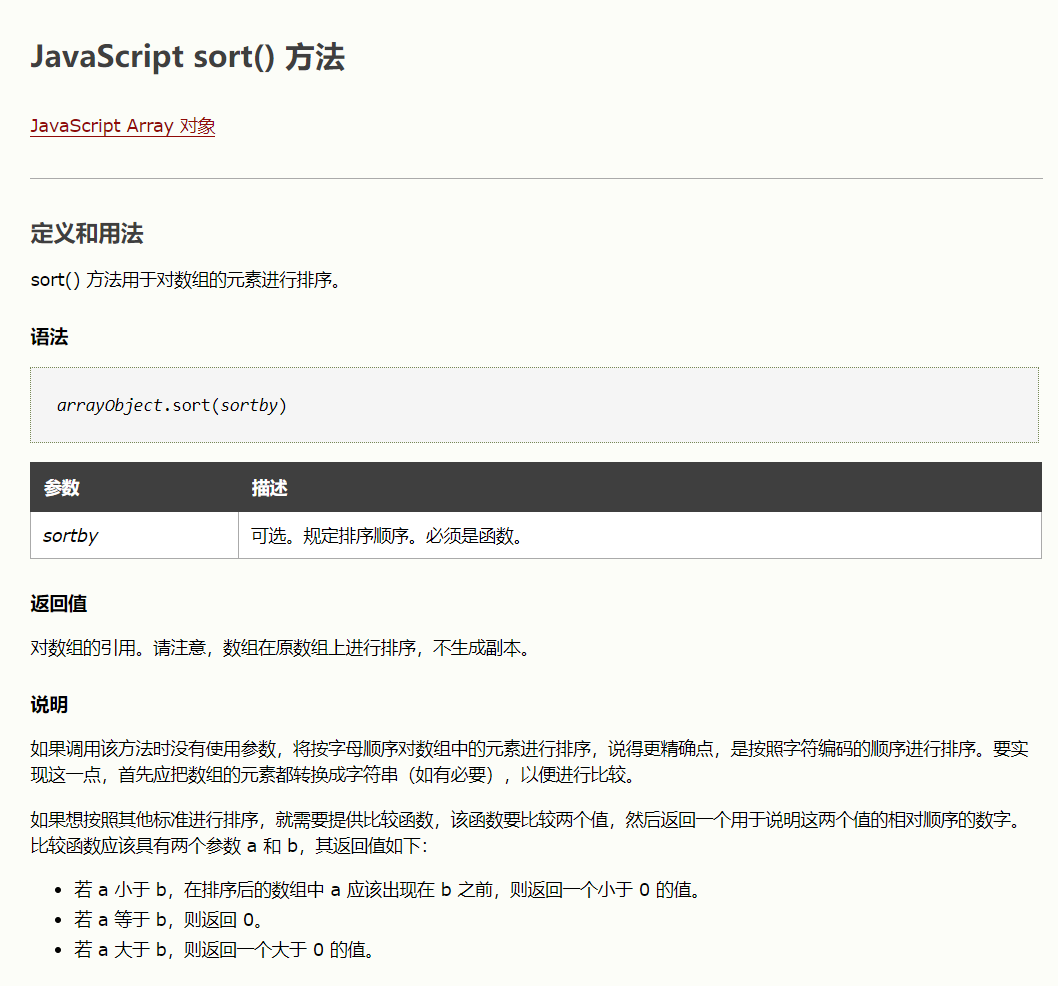 JavaScript sort() 方法
JavaScript Array 对象
定义和用法
sort() 方法用于对数组的元素进行排序。
语法
arrayObject.sort(sortby)
参数 描述
sortby 可选。规定排序顺序。必须是函数。
返回值
对数组的引用。请注意，数组在原数组上进行排序，不生成副本。
说明
如果调用该方法时没有使用参数，将按字母顺序对数组中的元素进行排序，说得更精确点，是按照字符编码的顺序进行排序。要实
现这一点，首先应把数组的元素都转换成字符串（如有必要），以便进行比较。
如果想按照其他标准进行排序，就需要提供比较函数，该函数要比较两个值，然后返回一个用于说明这两个值的相对顺序的数字。
比较函数应该具有两个参数 a 和 b，其返回值如下：
• 若 a 小于 b，在排序后的数组中 a 应该出现在 b 之前，则返回一个小于 0 的值。
• 若 a 等于 b，则返回 0。
• 若 a 大于 b，则返回一个大于 0 的值。